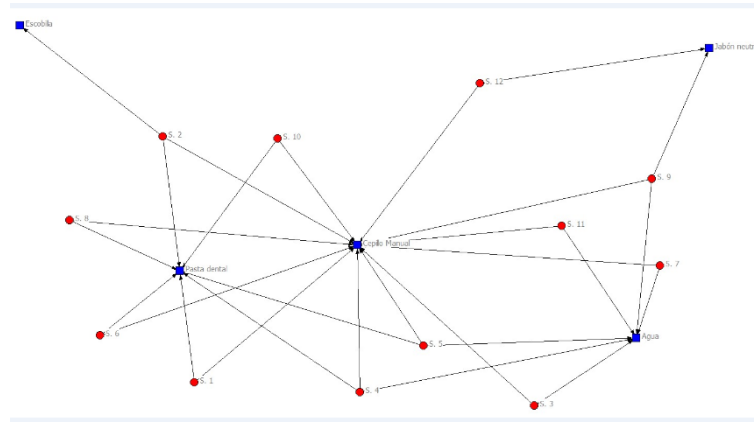 Escobilla
Jabón neutr
S. 12
S. 2
S. 10
S. 9
S. 8
S. 11
Cepillo Manual
S. 7
Pasta dental
S. 6
Agua
S. 5
S. 1
S. 4
S. 3